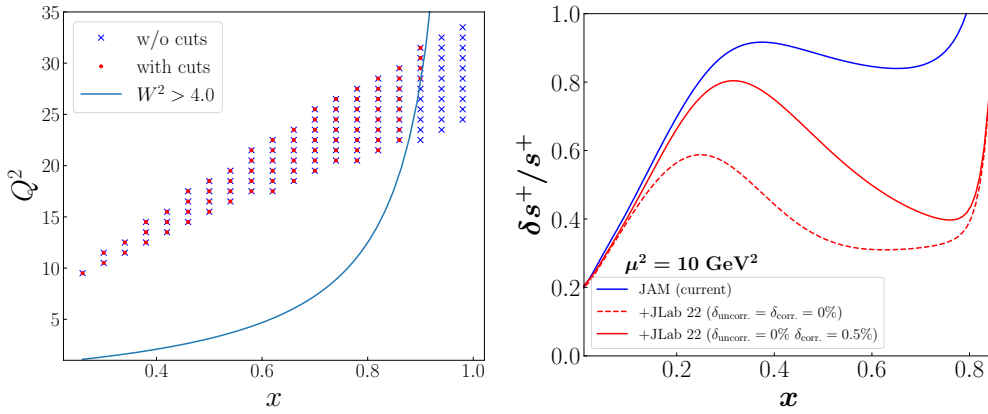 35
30
25
20
15
10
5
Q²
0.4
0.6
0.8
1.0
x
w/o cuts
with cuts
W² > 4.0
1.0
0.8
0.6
0.4
0.2
0.0
δs⁺/s⁺
0
0.2
0.4
0.6
0.8
x
μ² = 10 GeV²
JAM (current)
+JLab 22 (δuncorr. = δcorr. = 0%)
+JLab 22 (δuncorr. = 0% δcorr. = 0.5%)